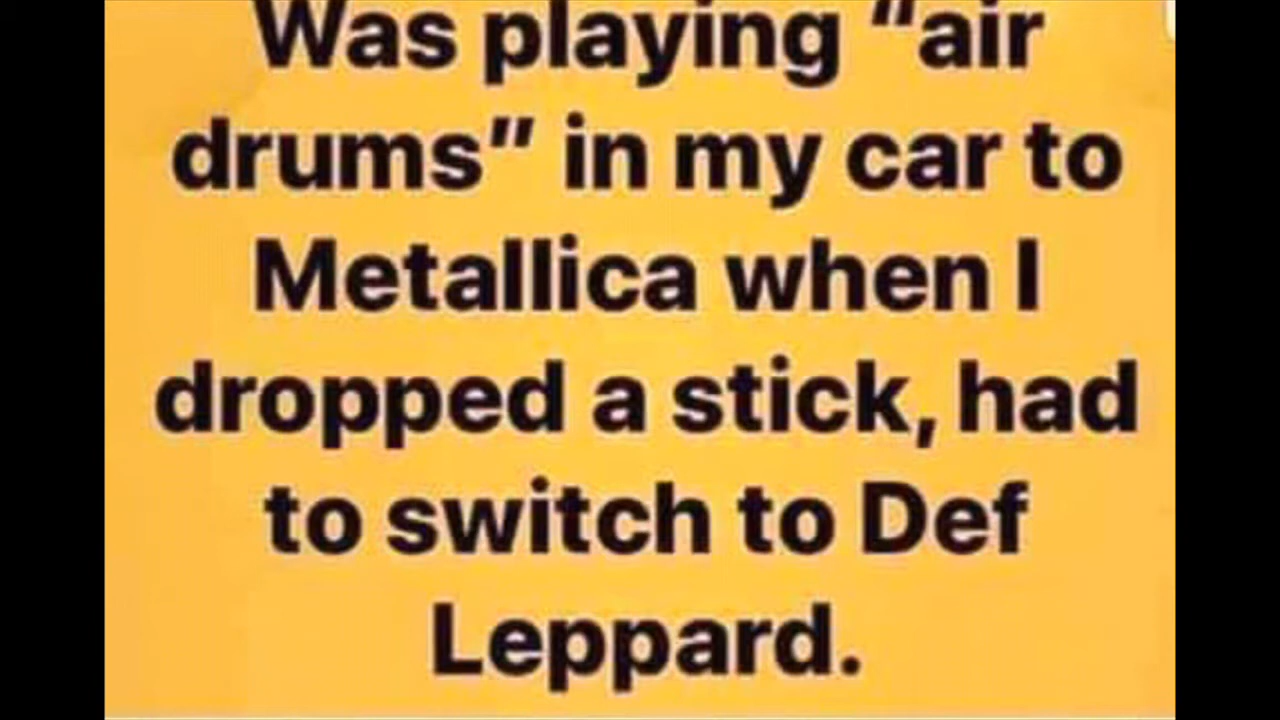 Was playing “air
drums” in my car to
Metallica when I
dropped a stick, had
to switch to Def
Leppard.